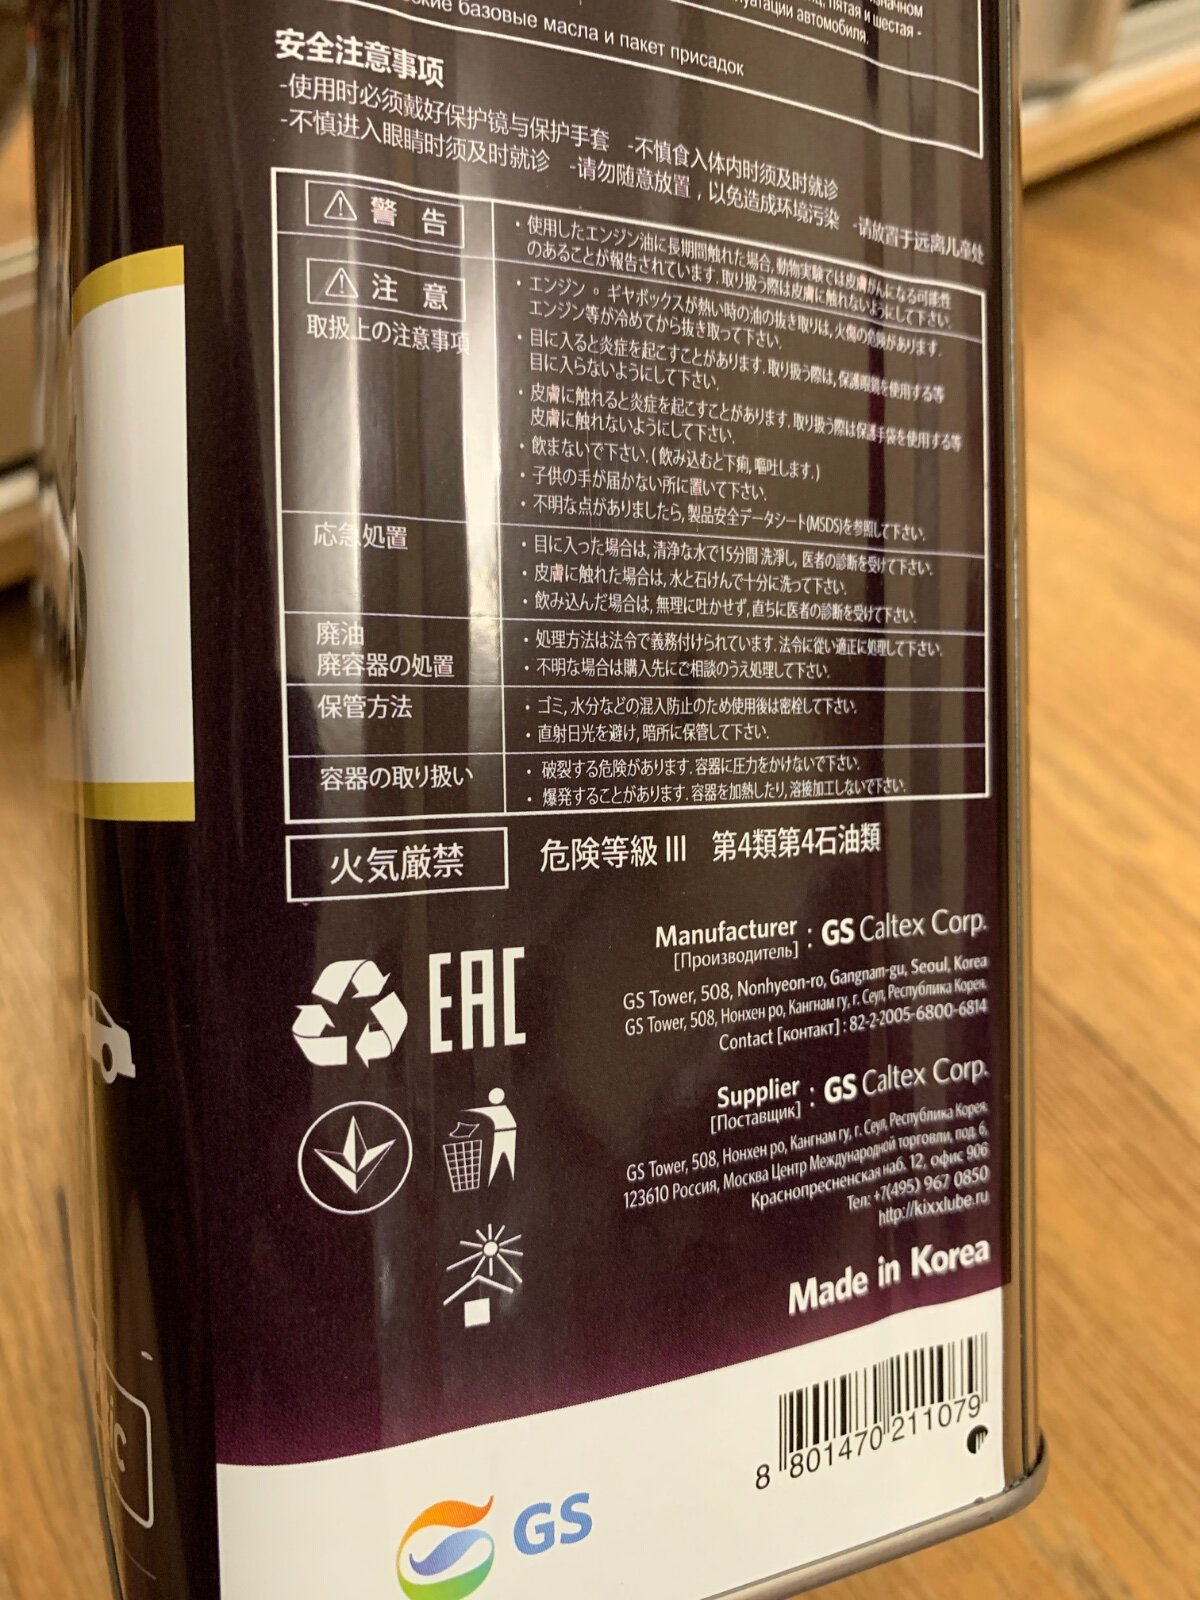 значном
пятая и шестая -
эксплуатации автомобиля.
базовые масла и пакет присадок
安全注意事项
-使用时必须戴好保护镜与保护手套 -不慎食入体内时须及时就诊
-不慎进入眼睛时须及时就诊 -请勿随意放置，以免造成环境污染 -请放置于远离儿童处
⚠ 警 告
・使用したエンジン油に長期間触れた場合, 動物実験では皮膚がんになる可能性
のあることが報告されています. 取り扱う際は皮膚に触れないようにして下さい.
⚠ 注 意
取扱上の注意事項
・エンジン 。ギヤボックスが熱い時の油の抜き取りは, 火傷の危険があります.
エンジン等が冷めてから抜き取って下さい.
・目に入ると炎症を起こすことがあります. 取り扱う際は, 保護眼鏡を使用する等
目に入らないようにして下さい.
・皮膚に触れると炎症を起こすことがあります. 取り扱う際は保護手袋を使用する等
皮膚に触れないようにして下さい.
・飲まないで下さい. ( 飲み込むと下痢, 嘔吐します. )
・子供の手が届かない所に置いて下さい.
・不明な点がありましたら, 製品安全データシート(MSDS)を参照して下さい.
応急処置
・目に入った場合は, 清浄な水で15分間 洗淨し, 医者の診断を受けて下さい.
・皮膚に触れた場合は, 水と石けんで十分に洗って下さい.
・飲み込んだ場合は, 無理に吐かせず, 直ちに医者の診断を受けて下さい.
廃油
廃容器の処置
・処理方法は法令で義務付けられています. 法令に従い適正に処理して下さい.
・不明な場合は購入先にご相談のうえ処理して下さい.
保管方法
・ゴミ, 水分などの混入防止のため使用後は密栓して下さい.
・直射日光を避け, 暗所に保管して下さい.
容器の取り扱い
・破裂する危険があります. 容器に圧力をかけないで下さい.
・爆発することがあります. 容器を加熱したり, 溶接加工しないで下さい.
火気厳禁
危険等級 III 第4類第4石油類
Manufacturer : GS Caltex Corp.
[Производитель]
GS Tower, 508, Nonhyeon-ro, Gangnam-gu, Seoul, Korea
GS Tower, 508, Нонхен ро, Кангнам гу, г. Сеул, Республика Корея.
Contact [контакт] : 82-2-2005-6800-6814
EAC
Supplier : GS Caltex Corp.
[Поставщик]
GS Tower, 508, Нонхен ро, Кангнам гу, г. Сеул, Республика Корея.
123610 Россия, Москва Центр Международной торговли, под. 6,
Краснопресненская наб. 12, офис 906
Тел: +7(495) 967 0850
http://kixxlube.ru
Made in Korea
8 801470 211079
GS